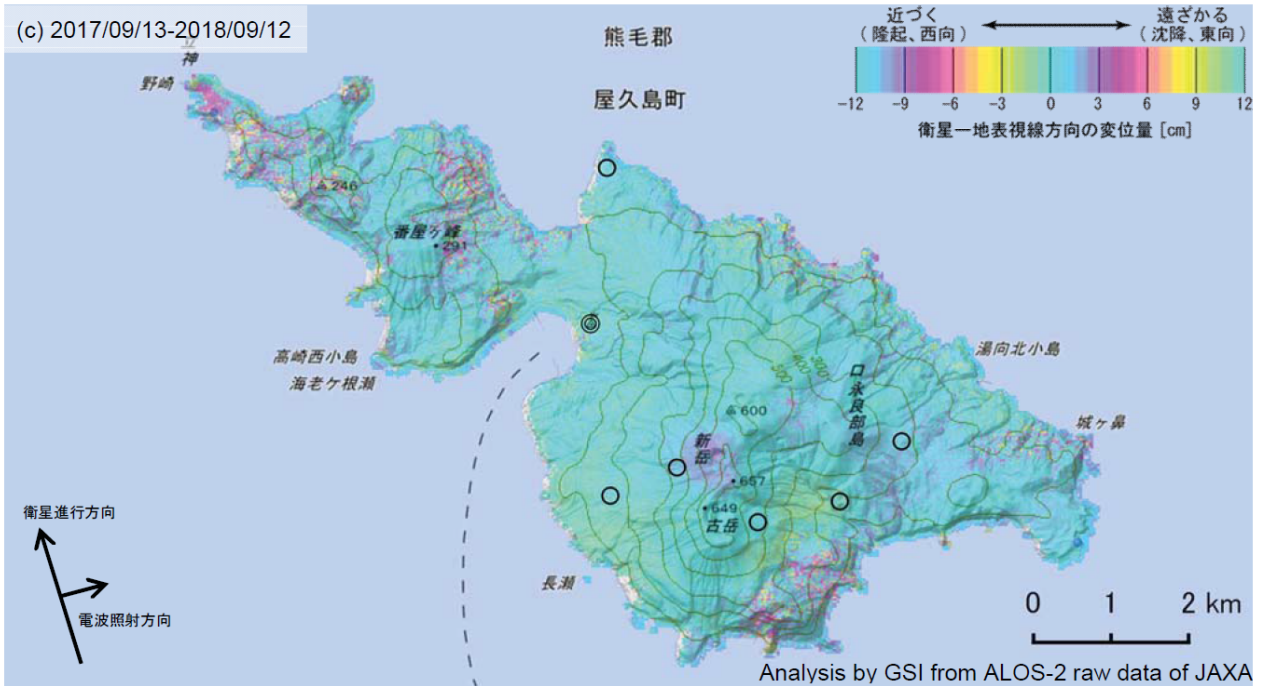 (c) 2017/09/13-2018/09/12
近づく
(隆起、西向)
遠ざかる
(沈降、東向)
-12 -9 -6 -3 0 3 6 9 12
衛星ー地表視線方向の変位量 [cm]
熊毛郡
屋久島町
神
野崎
246
番屋ヶ峰
291
高崎西小島
海老ケ根瀬
湯向北小島
城ヶ鼻
口永良部島
500
400
300
600
新岳
657
649
古岳
長瀬
衛星進行方向
電波照射方向
0 1 2 km
Analysis by GSI from ALOS-2 raw data of JAXA